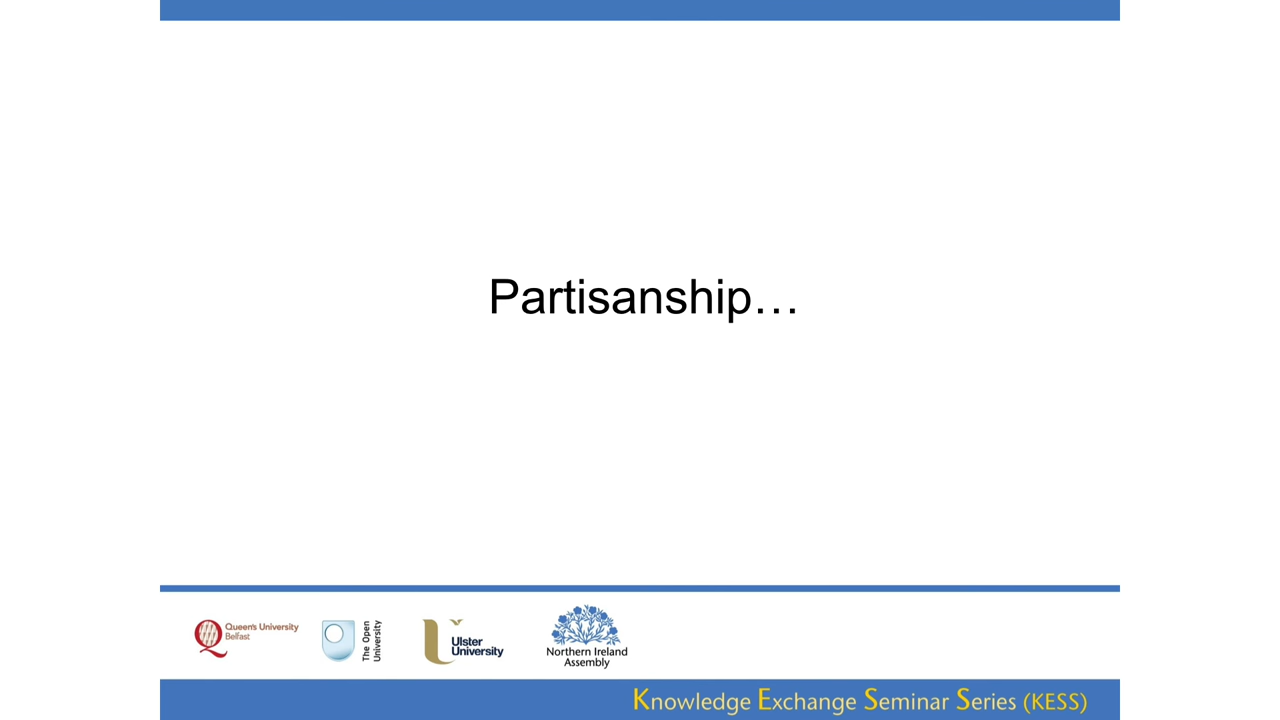 Partisanship…
Queen's University
Belfast
The Open
University
Ulster
University
Northern Ireland
Assembly
Knowledge Exchange Seminar Series (KESS)